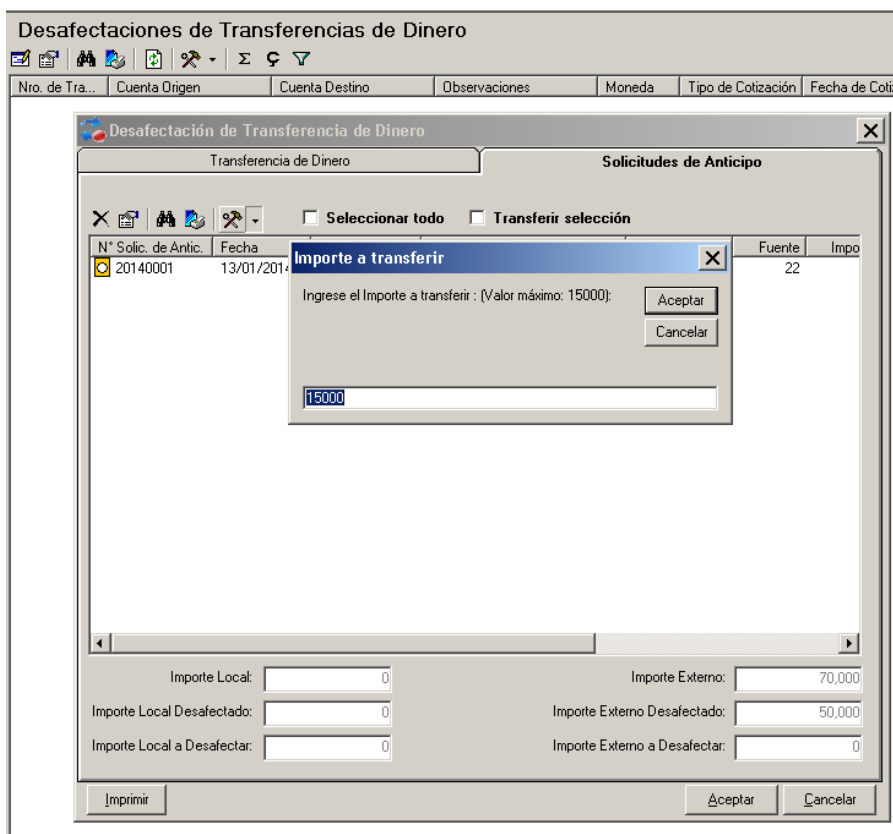 Desafectaciones de Transferencias de Dinero
Σ Ç
Nro. de Tra... Cuenta Origen Cuenta Destino Observaciones Moneda Tipo de Cotización Fecha de Coti
Desafectación de Transferencia de Dinero
Transferencia de Dinero Solicitudes de Anticipo
Seleccionar todo Transferir selección
N° Solic. de Antic. Fecha Fuente Impo
20140001 13/01/2014 22
Importe a transferir
Ingrese el Importe a transferir : (Valor máximo: 15000):
Aceptar
Cancelar
15000
Importe Local: 0 Importe Externo: 70,000
Importe Local Desafectado: 0 Importe Externo Desafectado: 50,000
Importe Local a Desafectar: 0 Importe Externo a Desafectar: 0
Imprimir Aceptar Cancelar